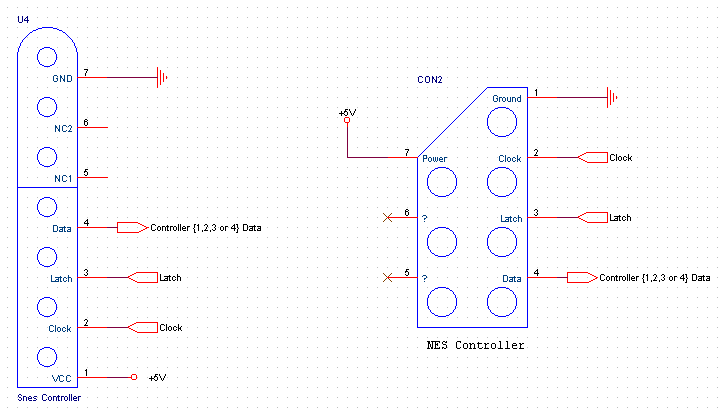 U4
GND 7
NC2 6
NC1 5
Data 4 Controller {1,2,3 or 4} Data
Latch 3 Latch
Clock 2 Clock
VCC 1 +5V
Snes Controller
CON2
Ground 1
+5V
7 Power Clock 2 Clock
6 ? Latch 3 Latch
5 ? Data 4 Controller {1,2,3 or 4} Data
NES Controller